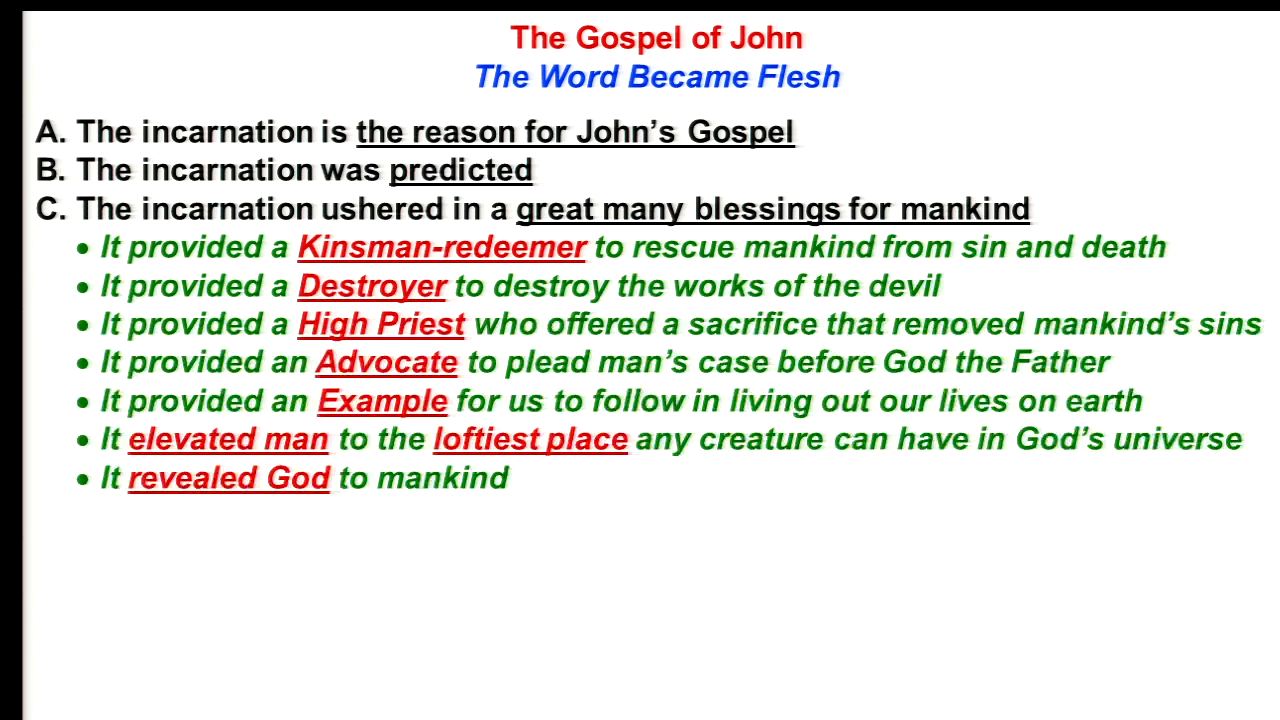 The Gospel of John
The Word Became Flesh
A. The incarnation is the reason for John's Gospel
B. The incarnation was predicted
C. The incarnation ushered in a great many blessings for mankind
• It provided a Kinsman-redeemer to rescue mankind from sin and death
• It provided a Destroyer to destroy the works of the devil
• It provided a High Priest who offered a sacrifice that removed mankind's sins
• It provided an Advocate to plead man's case before God the Father
• It provided an Example for us to follow in living out our lives on earth
• It elevated man to the loftiest place any creature can have in God's universe
• It revealed God to mankind